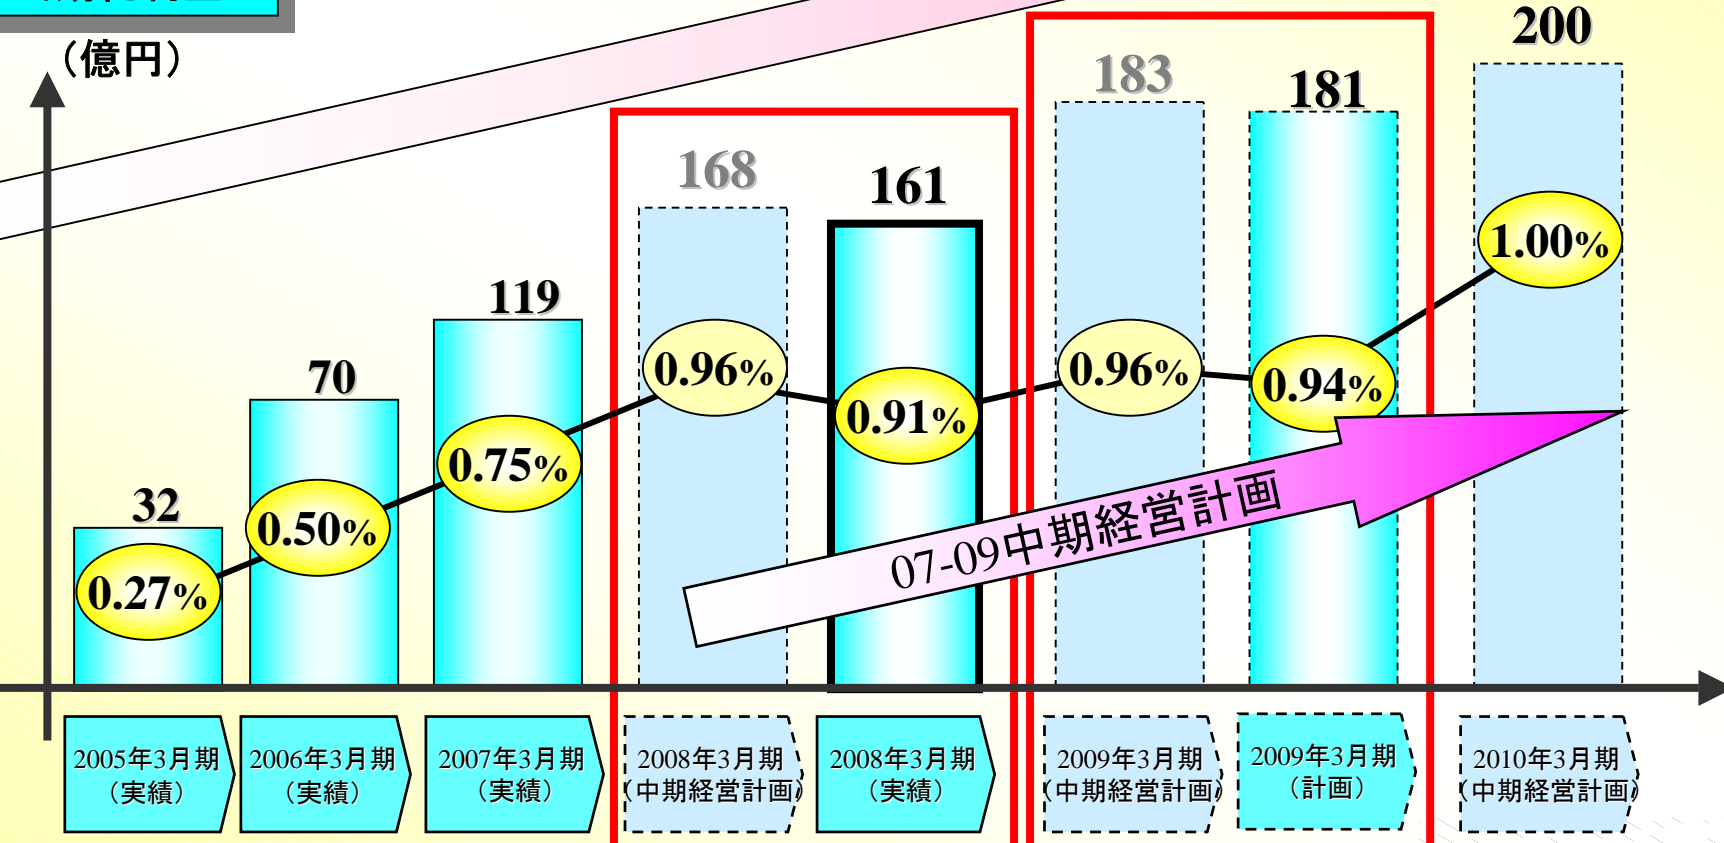 （億円）
200
183
181
168
161
119
70
32
1.00%
0.96%
0.96%
0.94%
0.91%
0.75%
0.50%
0.27%
07-09中期経営計画
2005年3月期
（実績）
2006年3月期
（実績）
2007年3月期
（実績）
2008年3月期
（中期経営計画）
2008年3月期
（実績）
2009年3月期
（中期経営計画）
2009年3月期
（計画）
2010年3月期
（中期経営計画）